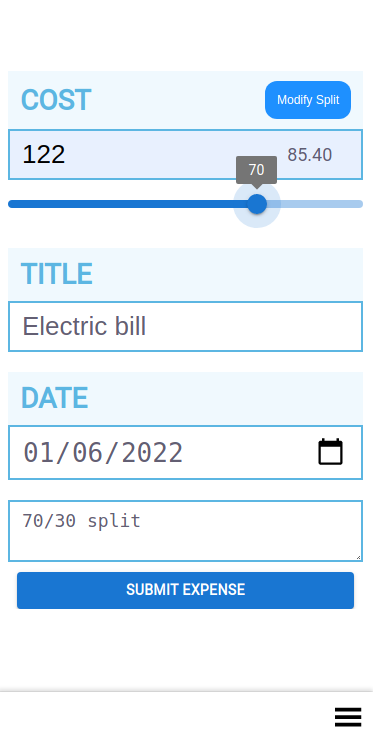 COST
Modify Split
122
85.40
70
TITLE
Electric bill
DATE
01/06/2022
70/30 split
SUBMIT EXPENSE